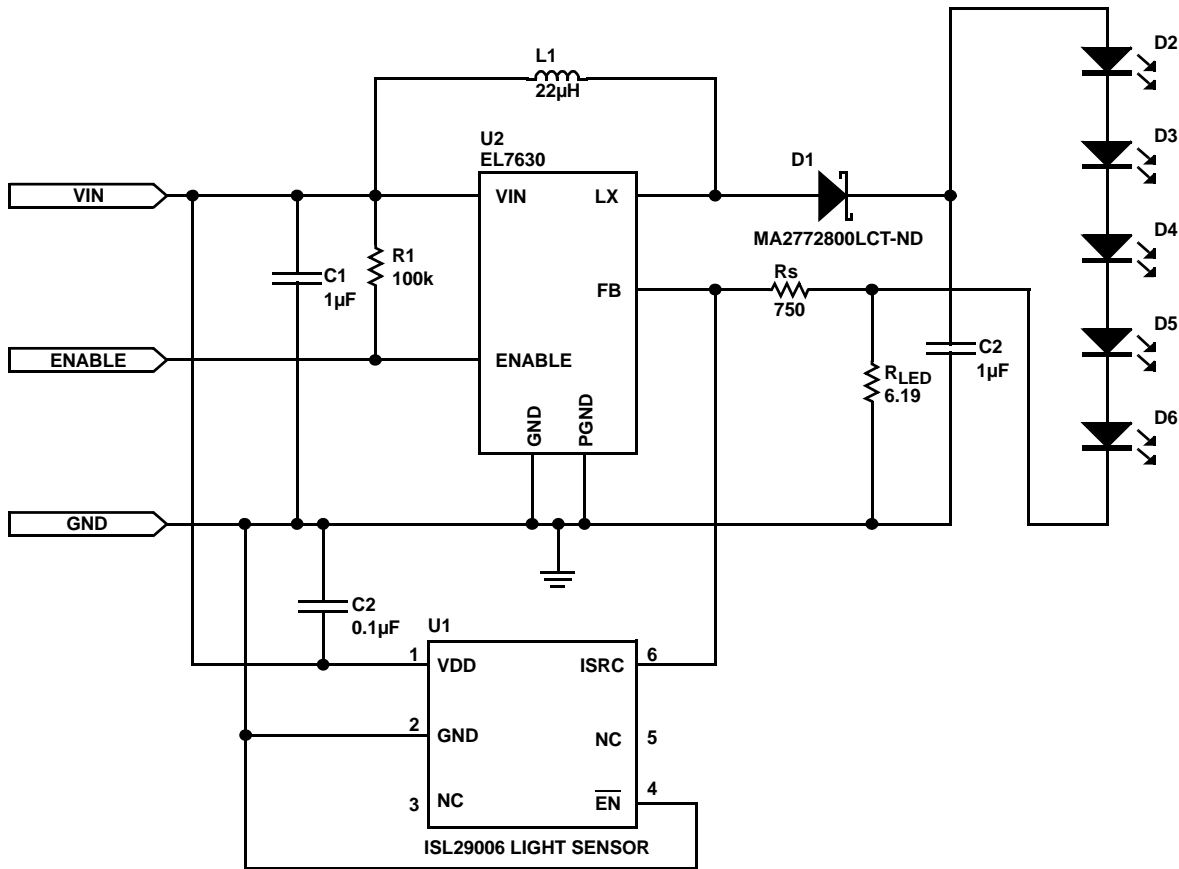 D2
L1
22µH
D3
U2
EL7630
D1
VIN
VIN
LX
MA2772800LCT-ND
D4
R1
100k
C1
1µF
Rs
750
FB
D5
ENABLE
ENABLE
C2
1µF
RLED
6.19
D6
GND
PGND
GND
C2
0.1µF
U1
1
VDD
ISRC
6
2
GND
NC
5
3
NC
EN
4
ISL29006 LIGHT SENSOR